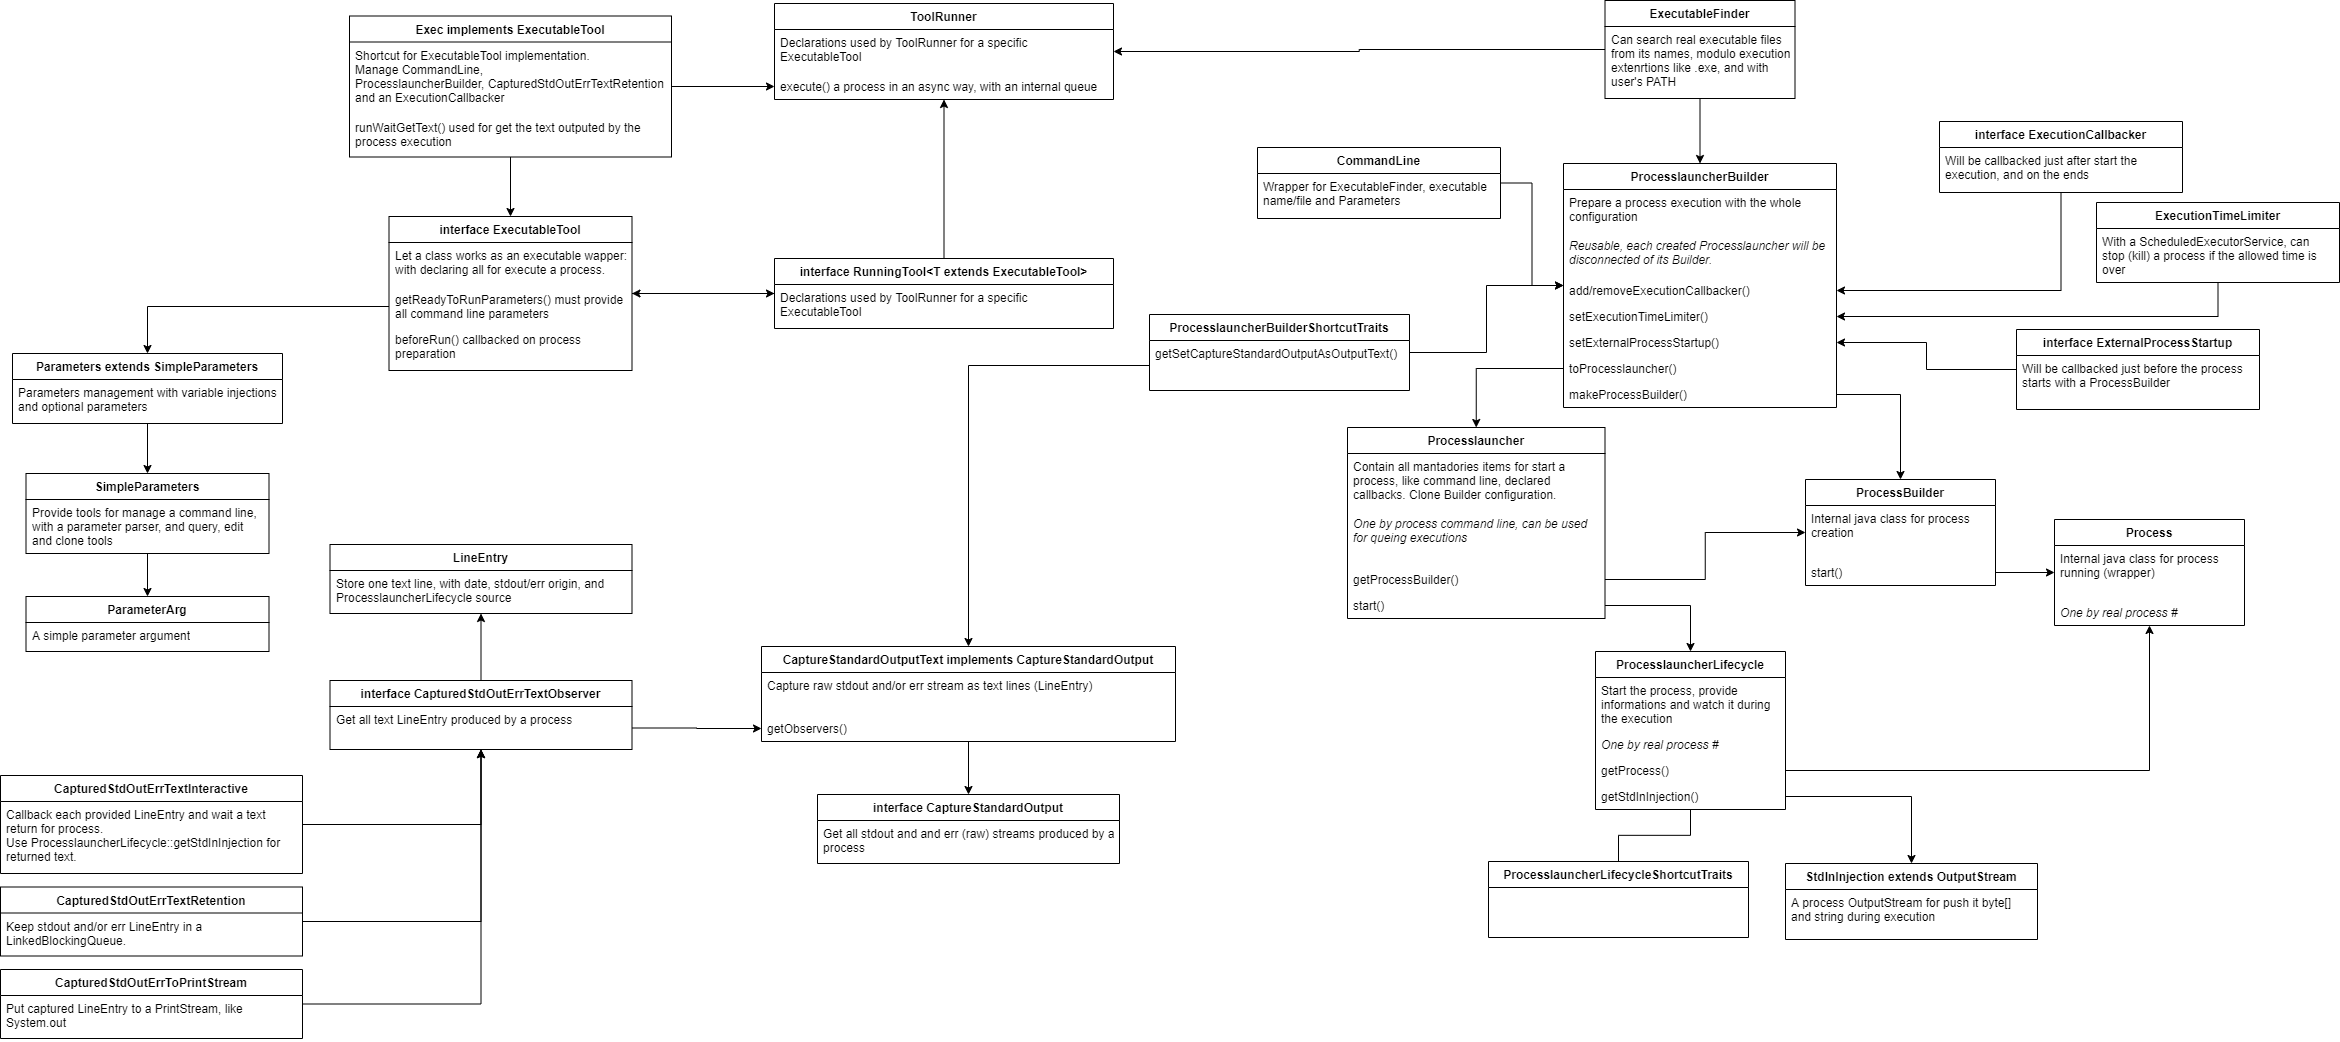 Exec implements ExecutableTool
Shortcut for ExecutableTool implementation.
Manage CommandLine,
ProcesslauncherBuilder, CapturedStdOutErrTextRetention
and an ExecutionCallbacker
runWaitGetText() used for get the text outputed by the
process execution
ToolRunner
Declarations used by ToolRunner for a specific
ExecutableTool
execute() a process in an async way, with an internal queue
ExecutableFinder
Can search real executable files
from its names, modulo execution
extenrtions like .exe, and with
user's PATH
interface ExecutionCallbacker
Will be callbacked just after start the
execution, and on the ends
CommandLine
Wrapper for ExecutableFinder, executable
name/file and Parameters
ProcesslauncherBuilder
Prepare a process execution with the whole
configuration
Reusable, each created Processlauncher will be
disconnected of its Builder.
add/removeExecutionCallbacker()
setExecutionTimeLimiter()
setExternalProcessStartup()
toProcesslauncher()
makeProcessBuilder()
ExecutionTimeLimiter
With a ScheduledExecutorService, can
stop (kill) a process if the allowed time is
over
interface ExecutableTool
Let a class works as an executable wapper:
with declaring all for execute a process.
getReadyToRunParameters() must provide
all command line parameters
beforeRun() callbacked on process
preparation
interface RunningTool<T extends ExecutableTool>
Declarations used by ToolRunner for a specific
ExecutableTool
ProcesslauncherBuilderShortcutTraits
getSetCaptureStandardOutputAsOutputText()
interface ExternalProcessStartup
Will be callbacked just before the process
starts with a ProcessBuilder
Parameters extends SimpleParameters
Parameters management with variable injections
and optional parameters
Processlauncher
Contain all mantadories items for start a
process, like command line, declared
callbacks. Clone Builder configuration.
One by process command line, can be used
for queing executions
getProcessBuilder()
start()
SimpleParameters
Provide tools for manage a command line,
with a parameter parser, and query, edit
and clone tools
ProcessBuilder
Internal java class for process
creation
start()
Process
Internal java class for process
running (wrapper)
One by real process #
LineEntry
Store one text line, with date, stdout/err origin, and
ProcesslauncherLifecycle source
ParameterArg
A simple parameter argument
CaptureStandardOutputText implements CaptureStandardOutput
Capture raw stdout and/or err stream as text lines (LineEntry)
getObservers()
ProcesslauncherLifecycle
Start the process, provide
informations and watch it during
the execution
One by real process #
getProcess()
getStdInInjection()
interface CapturedStdOutErrTextObserver
Get all text LineEntry produced by a process
CapturedStdOutErrTextInteractive
Callback each provided LineEntry and wait a text
return for process.
Use ProcesslauncherLifecycle::getStdInInjection for
returned text.
interface CaptureStandardOutput
Get all stdout and and err (raw) streams produced by a
process
ProcesslauncherLifecycleShortcutTraits
StdInInjection extends OutputStream
A process OutputStream for push it byte[]
and string during execution
CapturedStdOutErrTextRetention
Keep stdout and/or err LineEntry in a
LinkedBlockingQueue.
CapturedStdOutErrToPrintStream
Put captured LineEntry to a PrintStream, like
System.out